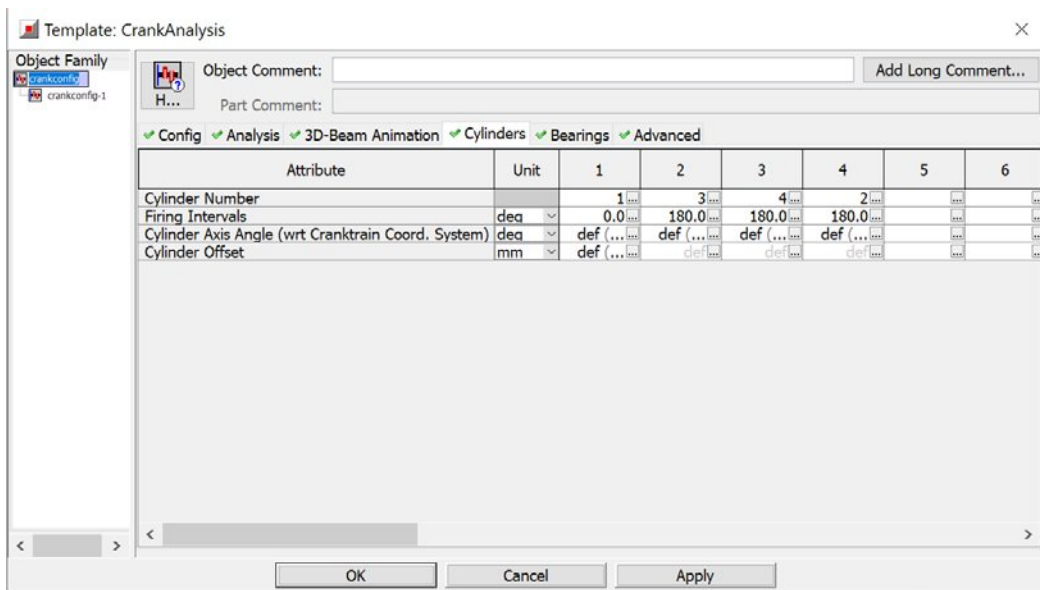 Template: CrankAnalysis
Object Family
crankconfig
crankconfig-1
H...
Object Comment:
Add Long Comment...
Part Comment:
Config Analysis 3D-Beam Animation Cylinders Bearings Advanced
Attribute Unit 1 2 3 4 5 6
Cylinder Number 1... 3... 4... 2... ... ...
Firing Intervals deg 0.0... 180.0... 180.0... 180.0... ... ...
Cylinder Axis Angle (wrt Cranktrain Coord. System) deg def (... ... def (... ... def (... ... def (... ... ... ...
Cylinder Offset mm def (... ... def... def... def... ... ...
OK Cancel Apply